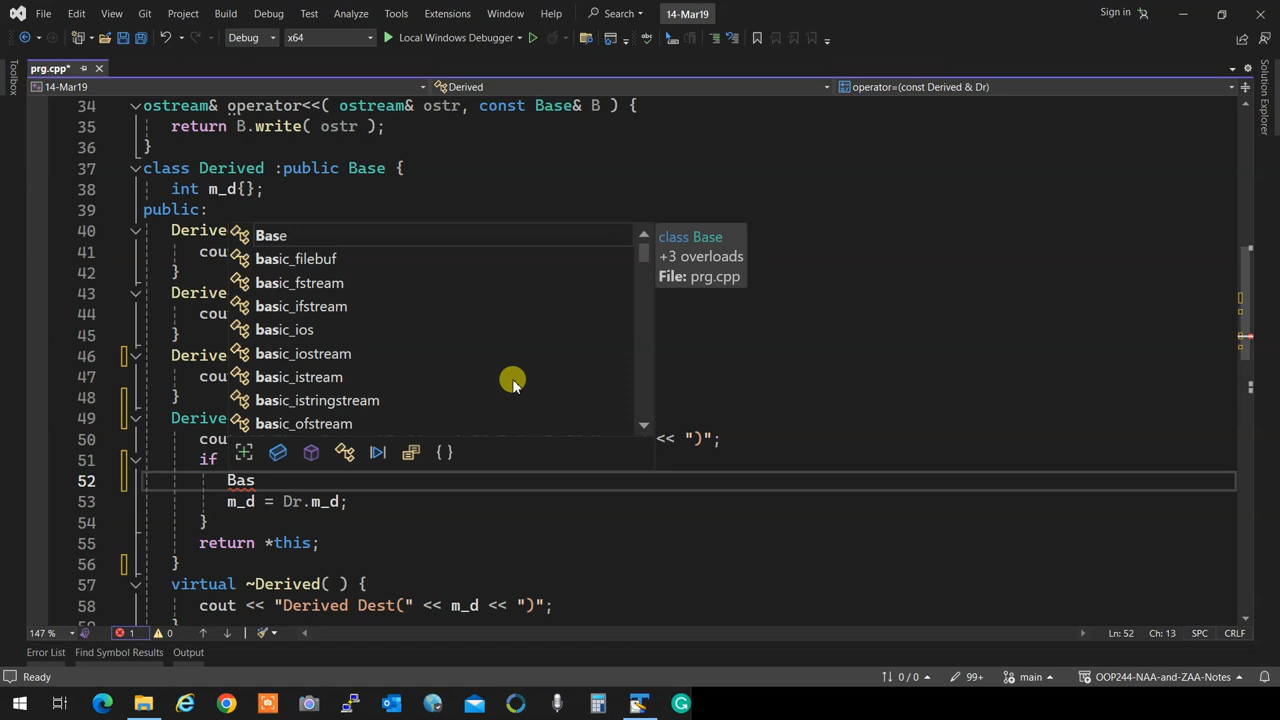 File Edit View Git Project Build Debug Test Analyze Tools Extensions Window Help Search 14-Mar19 Sign in
Debug x64 Local Windows Debugger
prg.cpp*
14-Mar19 Derived operator=(const Derived & Dr)
Toolbox
Solution Explorer
34 ostream& operator<<( ostream& ostr, const Base& B ) {
35 return B.write( ostr );
36 }
37 class Derived :public Base {
38 int m_d{};
39 public:
40 Derive
41 cou
42 }
43 Derive
44 cou
45 }
46 Derive
47 cou
48 }
49 Derive
50 cou << ")";
51 if
52 Bas
53 m_d = Dr.m_d;
54 }
55 return *this;
56 }
57 virtual ~Derived( ) {
58 cout << "Derived Dest(" << m_d << ")";
Base
basic_filebuf
basic_fstream
basic_ifstream
basic_ios
basic_iostream
basic_istream
basic_istringstream
basic_ofstream
class Base
+3 overloads
File: prg.cpp
147 % 1 0 Ln: 52 Ch: 13 SPC CRLF
Error List Find Symbol Results Output
Ready 0 / 0 99+ main OOP244-NAA-and-ZAA-Notes